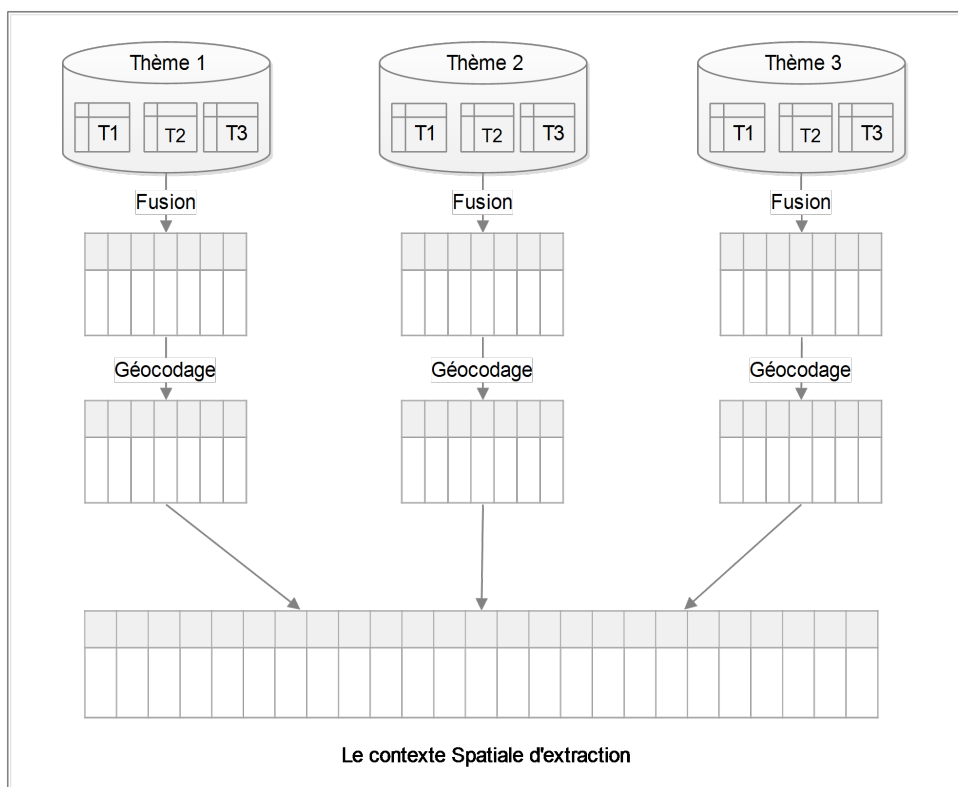 Thème 1 Thème 2 Thème 3
T1 T2 T3 T1 T2 T3 T1 T2 T3
Fusion Fusion Fusion
Géocodage Géocodage Géocodage
Le contexte Spatiale d'extraction